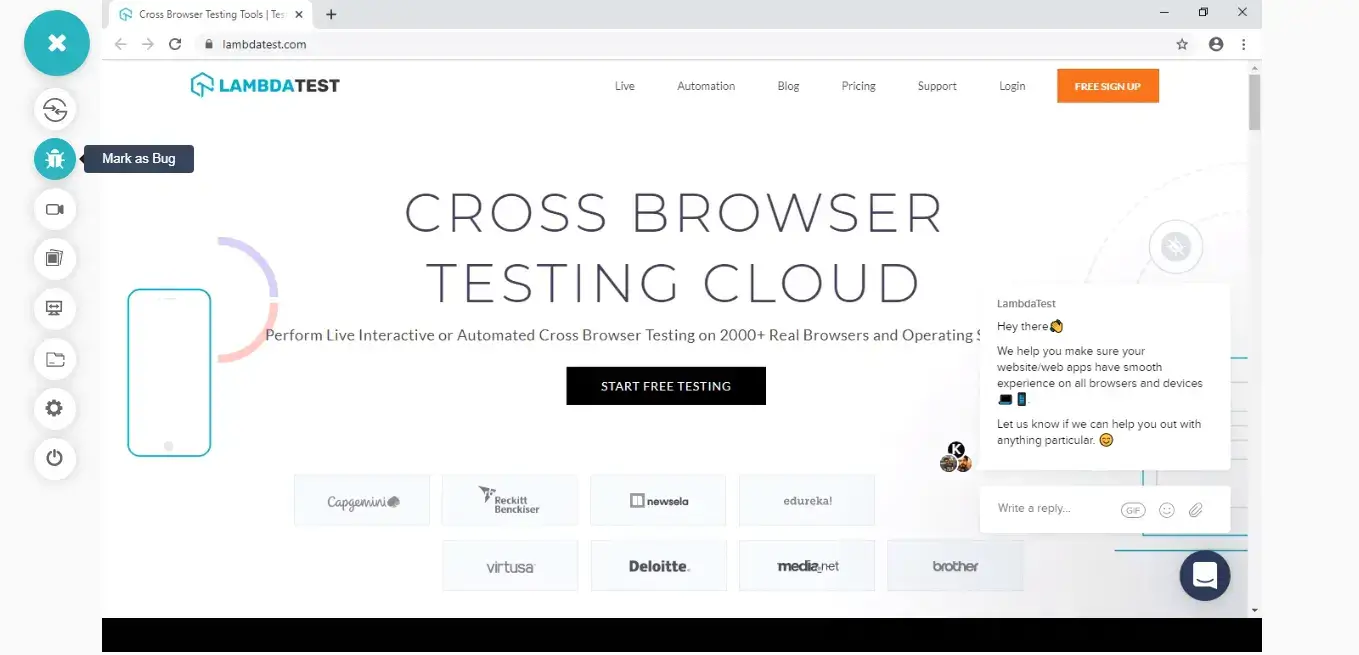 Cross Browser Testing Tools | Tes
lambdatest.com
LAMBDATEST
Live
Automation
Blog
Pricing
Support
Login
FREE SIGN UP
Mark as Bug
CROSS BROWSER
TESTING CLOUD
Perform Live Interactive or Automated Cross Browser Testing on 2000+ Real Browsers and Operating S
START FREE TESTING
LambdaTest
Hey there👋
We help you make sure your
website/web apps have smooth
experience on all browsers and devices
💻 📱.
Let us know if we can help you out with
anything particular. 😊
K
Write a reply...
GIF
Capgemini
Reckitt
Benckiser
newsela
edureka!
virtusa
Deloitte.
media.net
brother